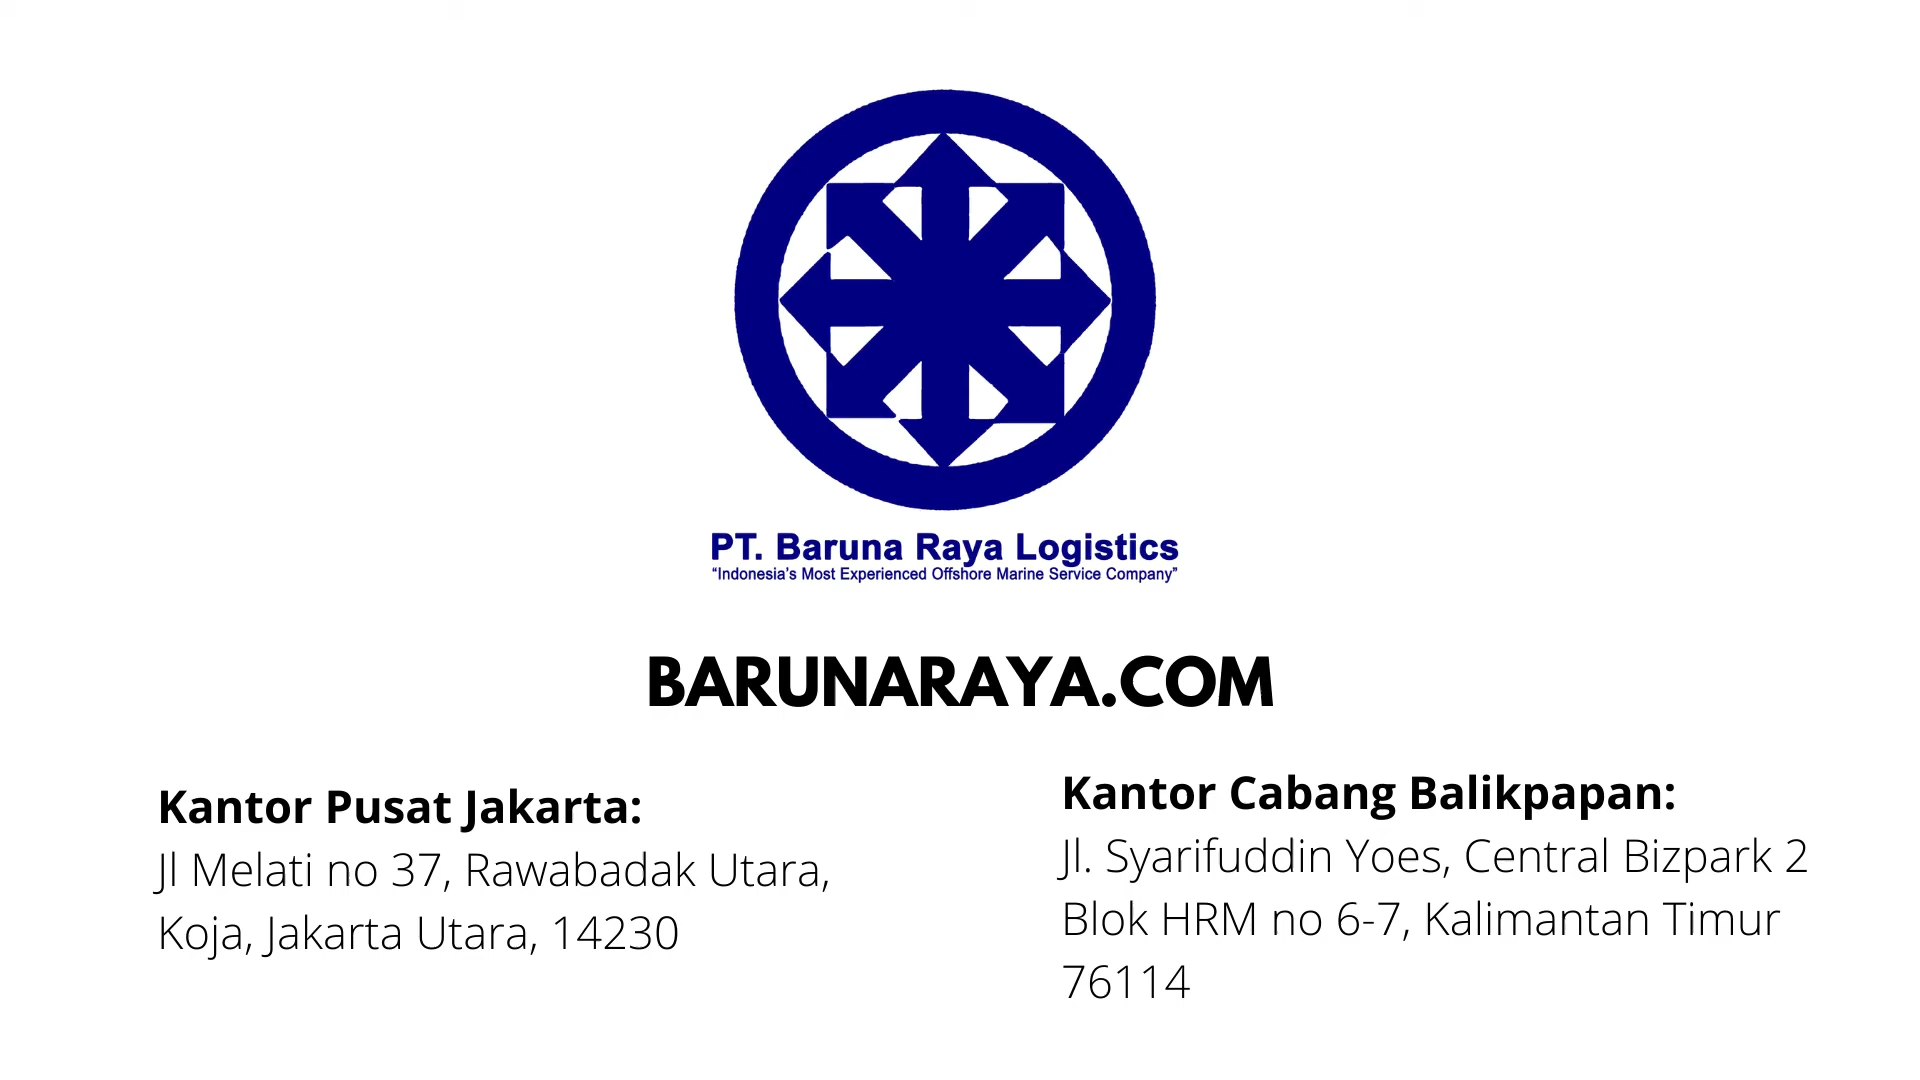 PT. Baruna Raya Logistics
“Indonesia’s Most Experienced Offshore Marine Service Company”
BARUNARAYA.COM
Kantor Pusat Jakarta:
Jl Melati no 37, Rawabadak Utara,
Koja, Jakarta Utara, 14230
Kantor Cabang Balikpapan:
Jl. Syarifuddin Yoes, Central Bizpark 2
Blok HRM no 6-7, Kalimantan Timur
76114